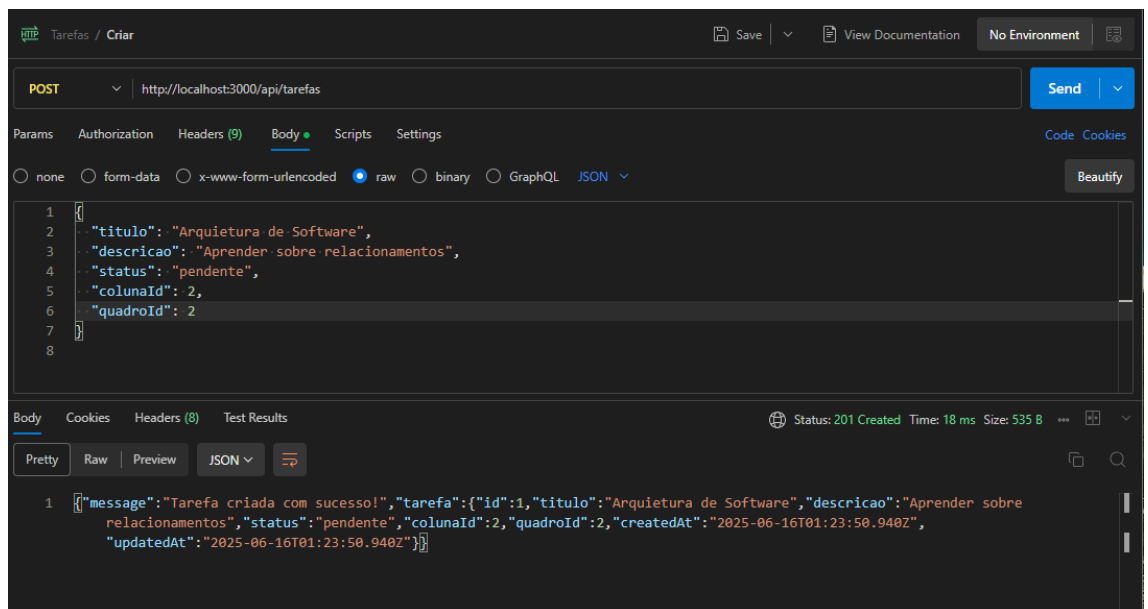 HTTP Tarefas / Criar Save View Documentation No Environment
POST http://localhost:3000/api/tarefas Send
Params Authorization Headers (9) Body Scripts Settings Code Cookies
none form-data x-www-form-urlencoded raw binary GraphQL JSON Beautify
1 {
2 "titulo": "Arquietura de Software",
3 "descricao": "Aprender sobre relacionamentos",
4 "status": "pendente",
5 "colunaId": 2,
6 "quadroId": 2
7 }
8
Body Cookies Headers (8) Test Results Status: 201 Created Time: 18 ms Size: 535 B
Pretty Raw Preview JSON
1 {"message":"Tarefa criada com sucesso!","tarefa":{"id":1,"titulo":"Arquietura de Software","descricao":"Aprender sobre
relacionamentos","status":"pendente","colunaId":2,"quadroId":2,"createdAt":"2025-06-16T01:23:50.940Z",
"updatedAt":"2025-06-16T01:23:50.940Z"}}